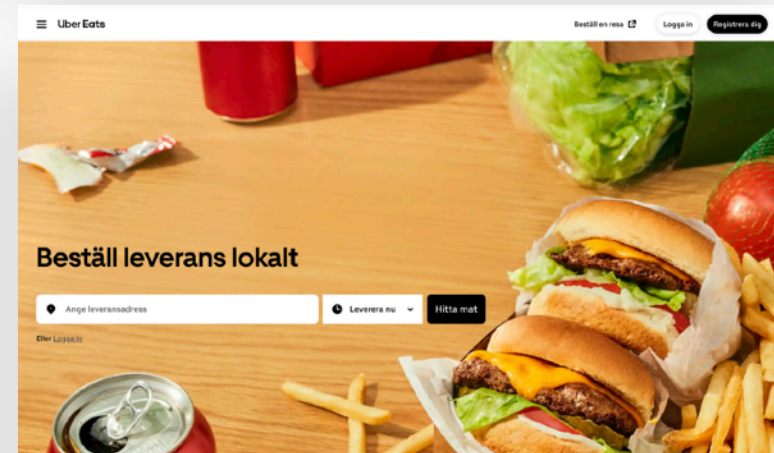 Uber Eats
Beställ en resa
Logga in
Registrera dig
Beställ leverans lokalt
Ange leveransadress
Leverera nu
Hitta mat
Eller Logga in